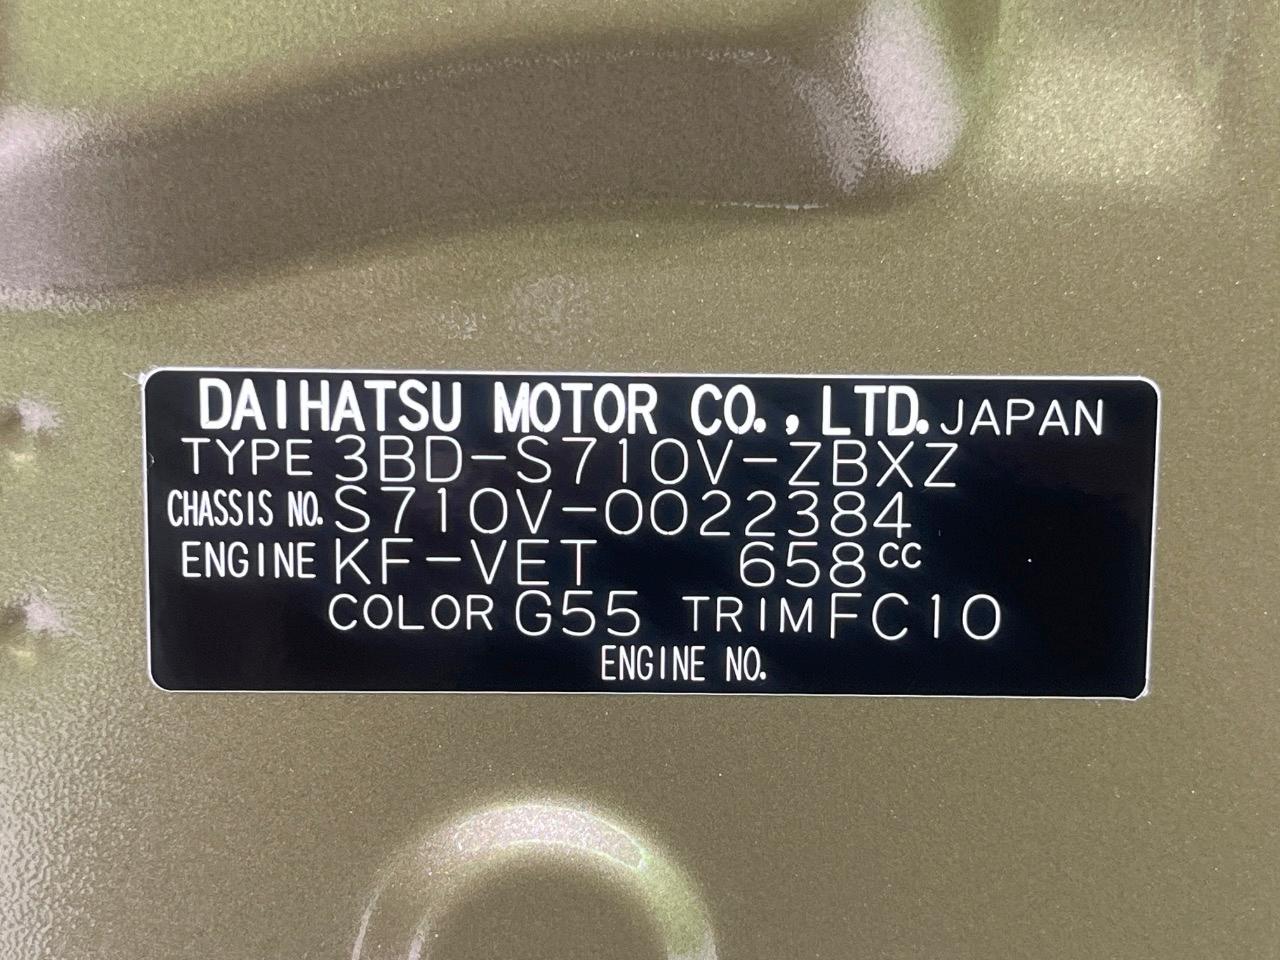 DAIHATSU MOTOR CO., LTD. JAPAN
TYPE 3BD-S710V-ZBXZ
CHASSIS NO. S710V-0022384
ENGINE KF-VET 658cc
COLOR G55 TRIM FC10
ENGINE NO.